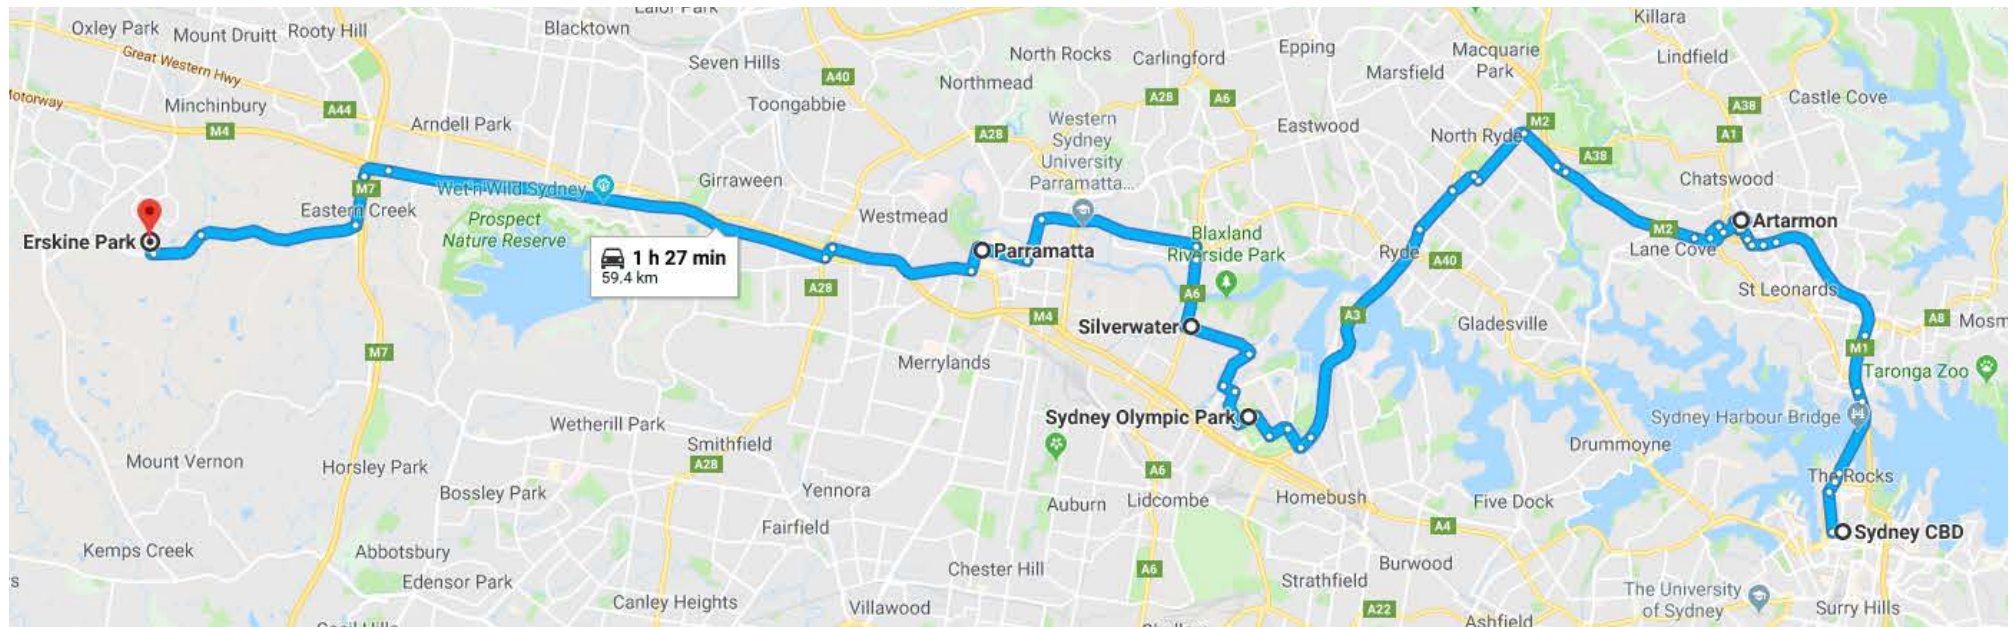 Lalor Park
Oxley Park
Mount Druitt
Rooty Hill
Blacktown
Killara
Great Western Hwy
Seven Hills
A40
North Rocks
Carlingford
Epping
Macquarie
Park
Lindfield
Northmead
Marsfield
Castle Cove
Motorway
Minchinbury
A44
Toongabbie
A28
A6
A38
M4
Arndell Park
A28
Western
Sydney
University
Parramatta...
Eastwood
North Ryde
M2
A1
A38
Chatswood
Girraween
Wet'n'Wild Sydney
M7
Eastern Creek
Prospect
Nature Reserve
Westmead
Erskine Park
Parramatta
Blaxland
Riverside Park
Ryde
A40
M2
Lane Cove
Artarmon
1 h 27 min
59.4 km
A28
M4
A6
Silverwater
A3
Gladesville
St Leonards
A8
Mosm
M7
Merrylands
M1
Taronga Zoo
Sydney Olympic Park
Sydney Harbour Bridge
Wetherill Park
Smithfield
Drummoyne
Mount Vernon
Horsley Park
A28
A6
The Rocks
Bossley Park
Yennora
Auburn
Lidcombe
Homebush
Five Dock
Fairfield
A4
Sydney CBD
Kemps Creek
Abbotsbury
Edensor Park
Chester Hill
A6
Strathfield
Burwood
The University
of Sydney
Canley Heights
Villawood
A22
Ashfield
Surry Hills